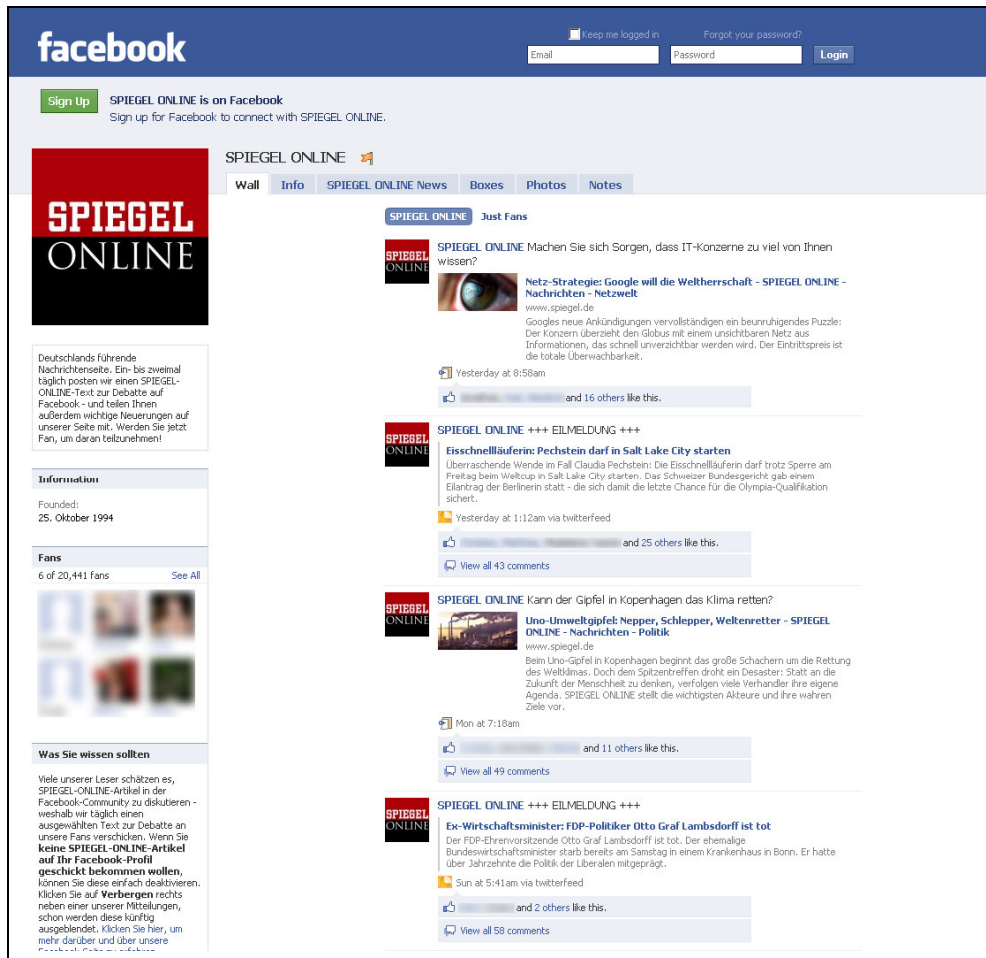 facebook
Keep me logged in
Forgot your password?
Email
Password
Login
Sign Up
SPIEGEL ONLINE is on Facebook
Sign up for Facebook to connect with SPIEGEL ONLINE.
SPIEGEL
ONLINE
SPIEGEL ONLINE
Wall
Info
SPIEGEL ONLINE News
Boxes
Photos
Notes
Deutschlands führende
Nachrichtenseite. Ein- bis zweimal
täglich posten wir einen SPIEGEL-
ONLINE-Text zur Debatte auf
Facebook - und teilen Ihnen
außerdem wichtige Neuerungen auf
unserer Seite mit. Werden Sie jetzt
Fan, um daran teilzunehmen!
Information
Founded:
25. Oktober 1994
Fans
6 of 20,441 fans
See All
Was Sie wissen sollten
Viele unserer Leser schätzen es,
SPIEGEL-ONLINE-Artikel in der
Facebook-Community zu diskutieren -
weshalb wir täglich einen
ausgewählten Text zur Debatte an
unsere Fans verschicken. Wenn Sie
keine SPIEGEL-ONLINE-Artikel
auf Ihr Facebook-Profil
geschickt bekommen wollen,
können Sie diese einfach deaktivieren.
Klicken Sie auf Verbergen rechts
neben einer unserer Mitteilungen,
schon werden diese künftig
ausgeblendet. Klicken Sie hier, um
mehr darüber und über unsere
Facebook-Seite zu erfahren
SPIEGEL ONLINE
Just Fans
SPIEGEL
ONLINE
SPIEGEL ONLINE Machen Sie sich Sorgen, dass IT-Konzerne zu viel von Ihnen
wissen?
Netz-Strategie: Google will die Weltherrschaft - SPIEGEL ONLINE -
Nachrichten - Netzwelt
www.spiegel.de
Googles neue Ankündigungen vervollständigen ein beunruhigendes Puzzle:
Der Konzern überzieht den Globus mit einem unsichtbaren Netz aus
Informationen, das schnell unverzichtbar werden wird. Der Eintrittspreis ist
die totale Überwachbarkeit.
Yesterday at 8:58am
and 16 others like this.
SPIEGEL
ONLINE
SPIEGEL ONLINE +++ EILMELDUNG +++
Eisschnellläuferin: Pechstein darf in Salt Lake City starten
Überraschende Wende im Fall Claudia Pechstein: Die Eisschnellläuferin darf trotz Sperre am
Freitag beim Weltcup in Salt Lake City starten. Das Schweizer Bundesgericht gab einem
Eilantrag der Berlinerin statt - die sich damit die letzte Chance für die Olympia-Qualifikation
sichert.
Yesterday at 1:12am via twitterfeed
and 25 others like this.
View all 43 comments
SPIEGEL
ONLINE
SPIEGEL ONLINE Kann der Gipfel in Kopenhagen das Klima retten?
Uno-Umweltgipfel: Nepper, Schlepper, Weltenretter - SPIEGEL
ONLINE - Nachrichten - Politik
www.spiegel.de
Beim Uno-Gipfel in Kopenhagen beginnt das große Schachern um die Rettung
des Weltklimas. Doch dem Spitzentreffen droht ein Desaster: Statt an die
Zukunft der Menschheit zu denken, verfolgen viele Verhandler ihre eigene
Agenda. SPIEGEL ONLINE stellt die wichtigsten Akteure und ihre wahren
Ziele vor.
Mon at 7:18am
and 11 others like this.
View all 49 comments
SPIEGEL
ONLINE
SPIEGEL ONLINE +++ EILMELDUNG +++
Ex-Wirtschaftsminister: FDP-Politiker Otto Graf Lambsdorff ist tot
Der FDP-Ehrenvorsitzende Otto Graf Lambsdorff ist tot. Der ehemalige
Bundeswirtschaftsminister starb bereits am Samstag in einem Krankenhaus in Bonn. Er hatte
über Jahrzehnte die Politik der Liberalen mitgeprägt.
Sun at 5:41am via twitterfeed
and 2 others like this.
View all 58 comments